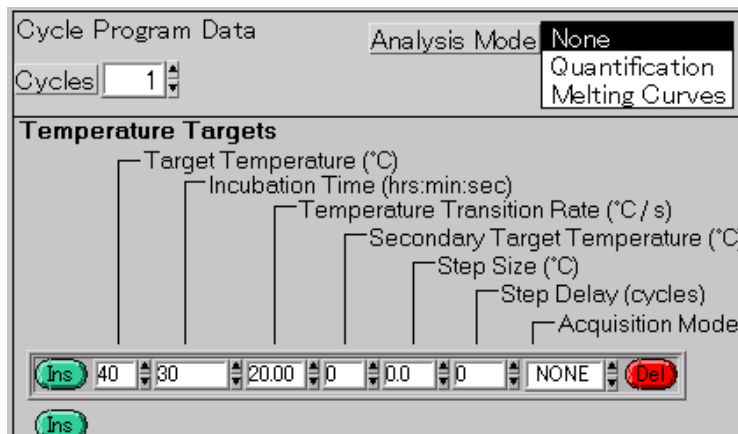 Cycle Program Data
Analysis Mode None
Quantification
Melting Curves
Cycles 1
Temperature Targets
Target Temperature (°C)
Incubation Time (hrs:min:sec)
Temperature Transition Rate (°C / s)
Secondary Target Temperature (°C)
Step Size (°C)
Step Delay (cycles)
Acquisition Mode
Ins 40 30 20.00 0 0.0 0 NONE Del
Ins